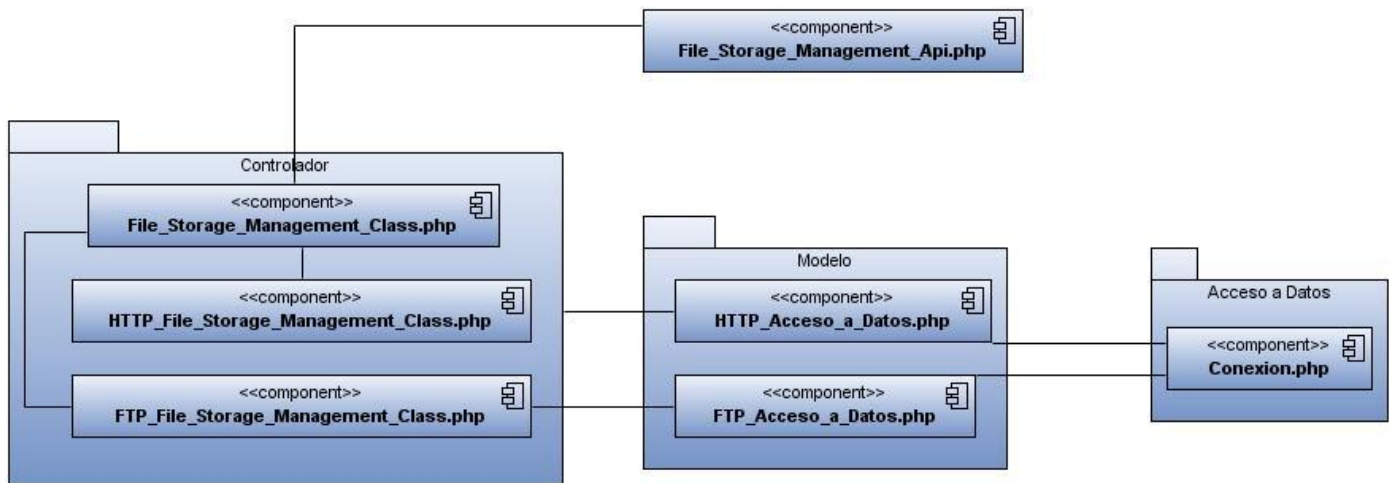 <<component>>
File_Storage_Management_Api.php
Controlador
<<component>>
File_Storage_Management_Class.php
<<component>>
HTTP_File_Storage_Management_Class.php
<<component>>
FTP_File_Storage_Management_Class.php
Modelo
<<component>>
HTTP_Acceso_a_Datos.php
<<component>>
FTP_Acceso_a_Datos.php
Acceso a Datos
<<component>>
Conexion.php